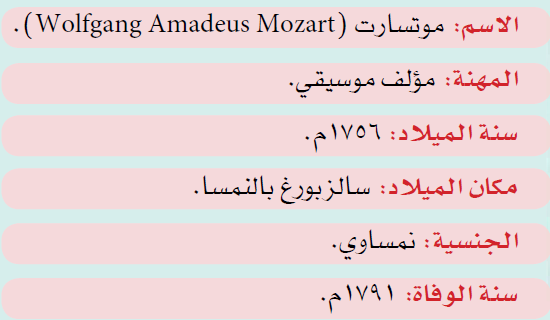 الاسم: موتسارت (Wolfgang Amadeus Mozart).
المهنة: مؤلف موسيقي.
سنة الميلاد: ١٧٥٦م.
مكان الميلاد: سالزبورغ بالنمسا.
الجنسية: نمساوي.
سنة الوفاة: ١٧٩١م.